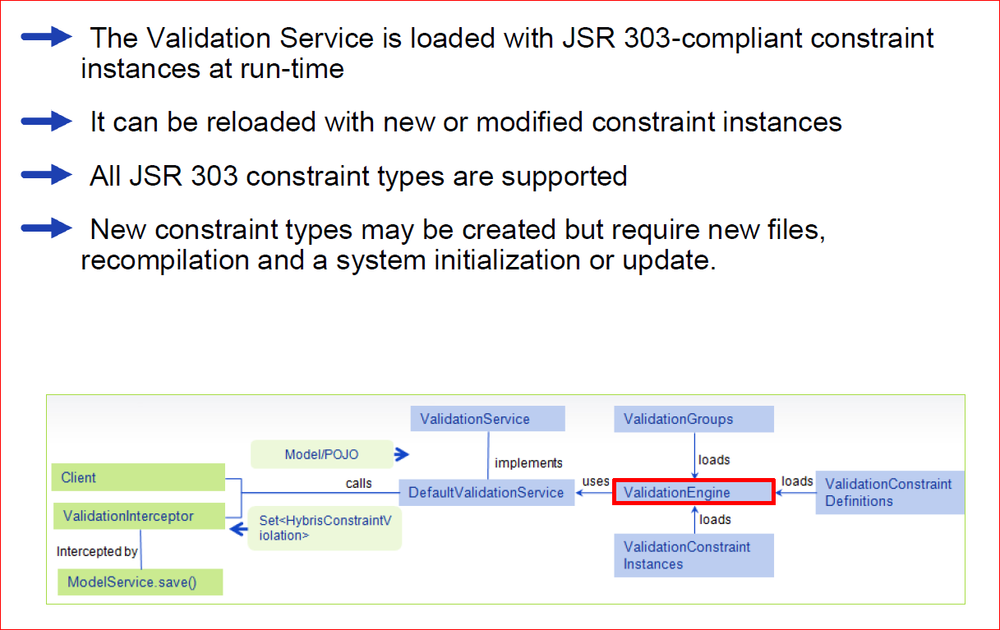 The Validation Service is loaded with JSR 303-compliant constraint
instances at run-time
It can be reloaded with new or modified constraint instances
All JSR 303 constraint types are supported
New constraint types may be created but require new files,
recompilation and a system initialization or update.
ValidationService
ValidationGroups
Model/POJO
implements
loads
Client
calls
DefaultValidationService
uses
ValidationEngine
loads
ValidationConstraint
Definitions
ValidationInterceptor
Set<HybrisConstraintV
iolation>
loads
Intercepted by
ValidationConstraint
Instances
ModelService.save()